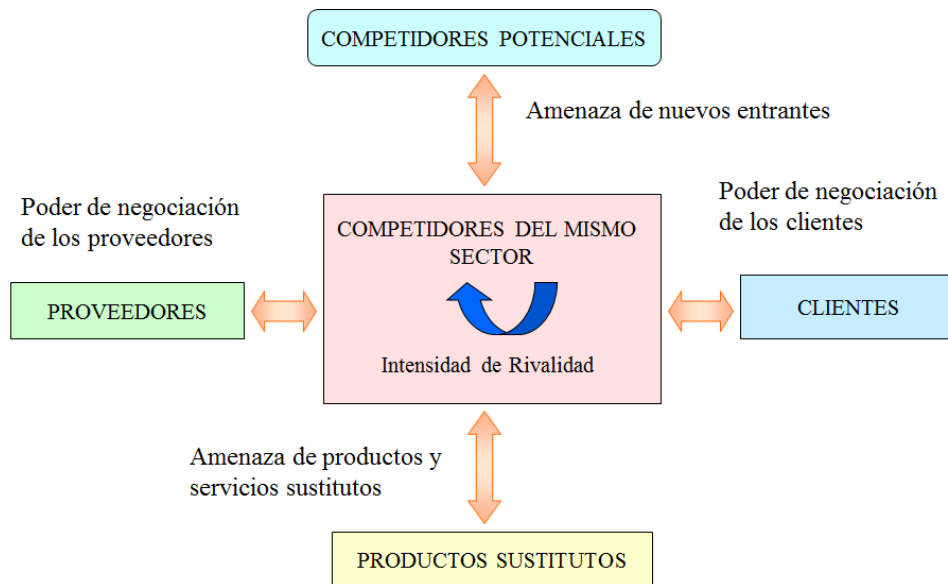 COMPETIDORES POTENCIALES
Amenaza de nuevos entrantes
Poder de negociación
de los proveedores
COMPETIDORES DEL MISMO
SECTOR
Poder de negociación
de los clientes
PROVEEDORES
CLIENTES
Intensidad de Rivalidad
Amenaza de productos y
servicios sustitutos
PRODUCTOS SUSTITUTOS